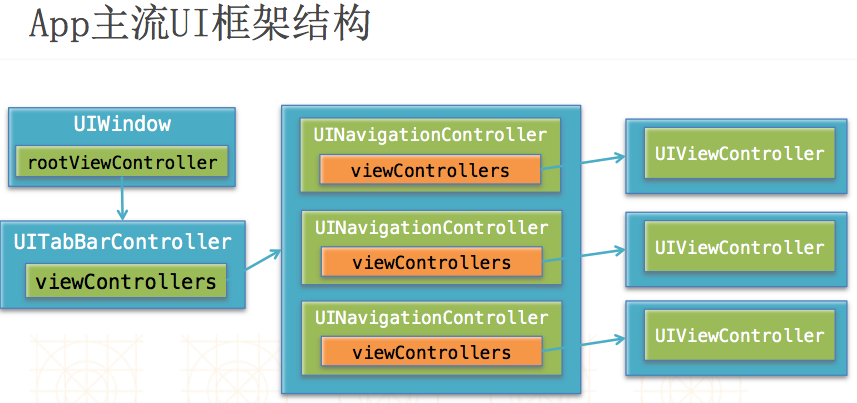 App主流UI框架结构
UIWindow
rootViewController
UITabBarController
viewControllers
UINavigationController
viewControllers
UINavigationController
viewControllers
UINavigationController
viewControllers
UIViewController
UIViewController
UIViewController